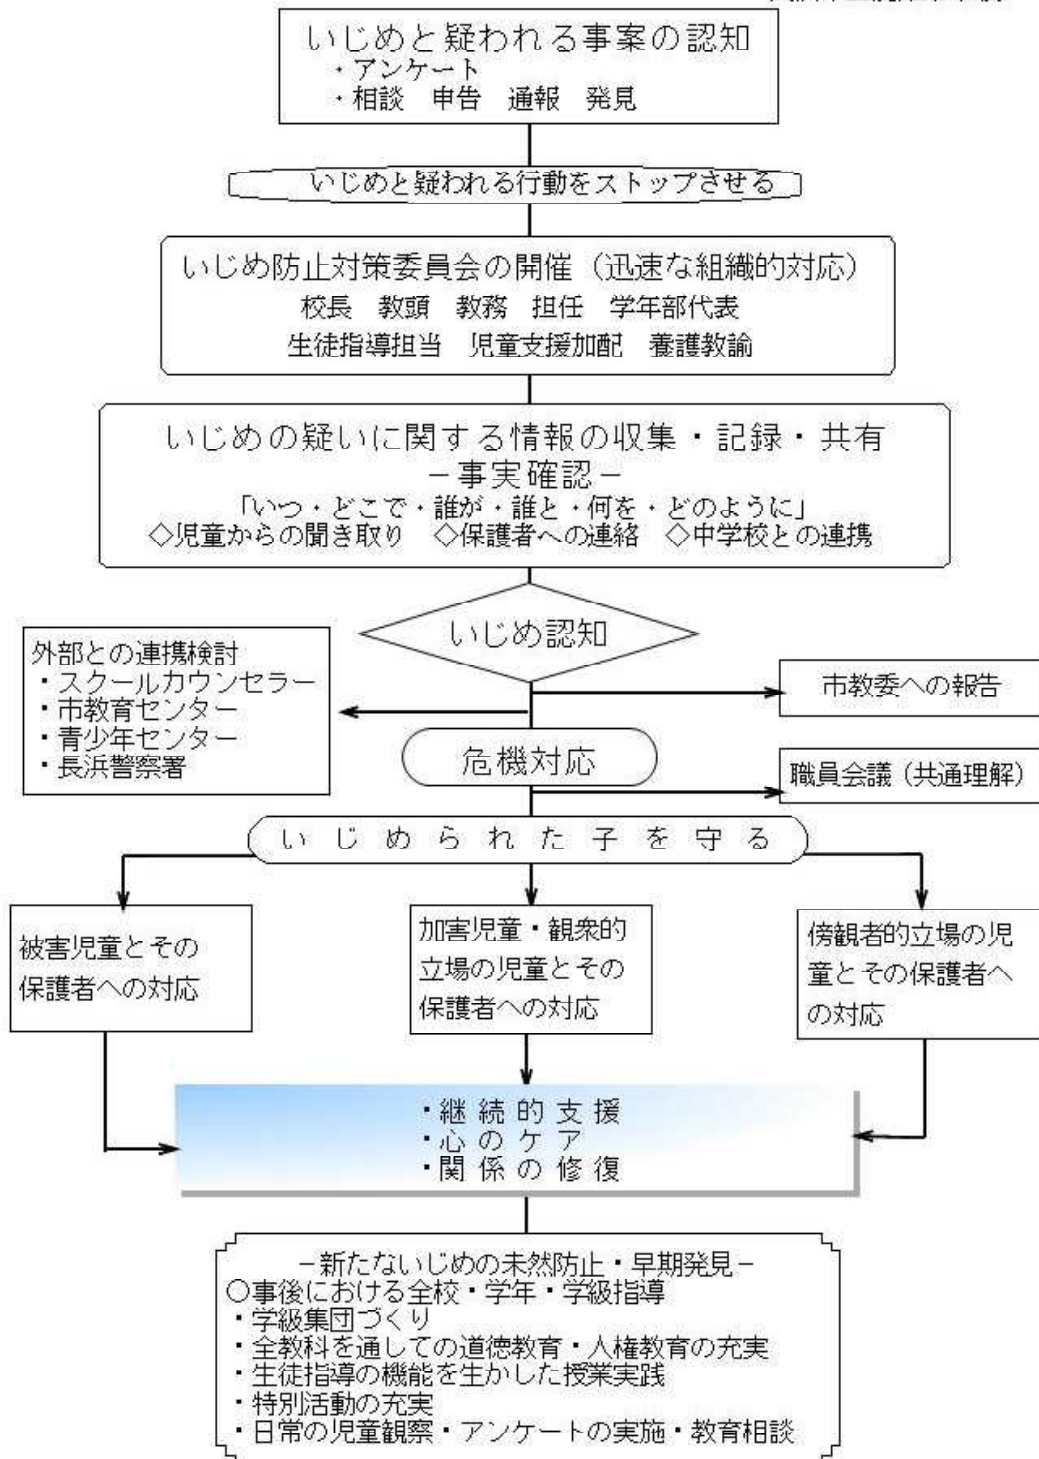 いじめと疑われる事案の認知
・アンケート
・相談 申告 通報 発見
いじめと疑われる行動をストップさせる
いじめ防止対策委員会の開催（迅速な組織的対応）
校長 教頭 教務 担任 学年部代表
生徒指導担当 児童支援加配 養護教諭
いじめの疑いに関する情報の収集・記録・共有
－事実確認－
「いつ・どこで・誰が・誰と・何を・どのように」
◇児童からの聞き取り ◇保護者への連絡 ◇中学校との連携
いじめ認知
外部との連携検討
・スクールカウンセラー
・市教育センター
・青少年センター
・長浜警察署
市教委への報告
危機対応
職員会議（共通理解）
いじめられた子を守る
被害児童とその
保護者への対応
加害児童・観衆的
立場の児童とその
保護者への対応
傍観者的立場の児
童とその保護者へ
の対応
・継続的支援
・心のケア
・関係の修復
－新たないじめの未然防止・早期発見－
○事後における全校・学年・学級指導
・学級集団づくり
・全教科を通しての道徳教育・人権教育の充実
・生徒指導の機能を生かした授業実践
・特別活動の充実
・日常の児童観察・アンケートの実施・教育相談